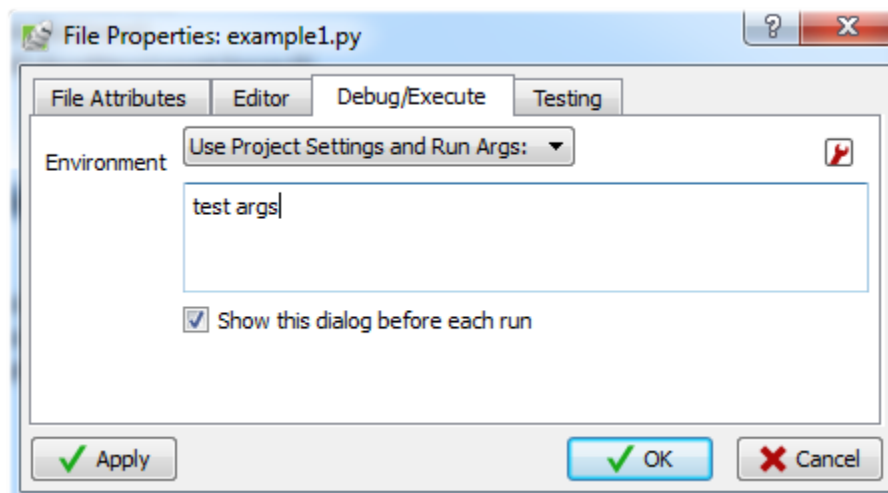 File Properties: example1.py
File Attributes Editor Debug/Execute Testing
Environment Use Project Settings and Run Args:
test args
Show this dialog before each run
Apply OK Cancel